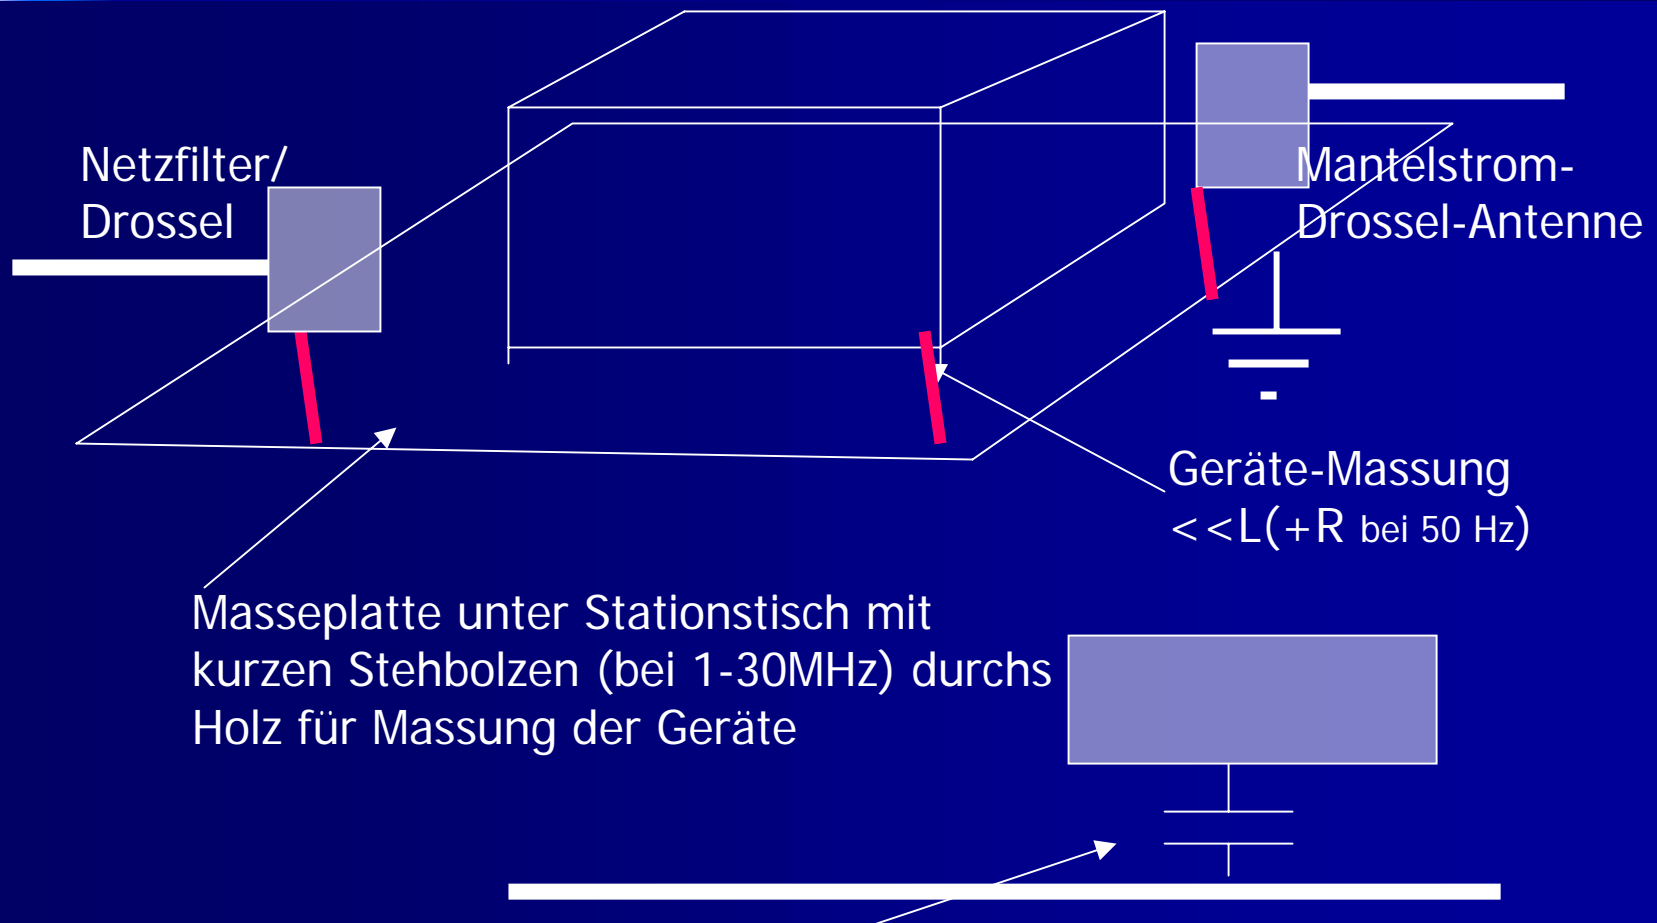 Netzfilter/
Drossel
Mantelstrom-
Drossel-Antenne
Geräte-Massung
<<L(+R bei 50 Hz)
Masseplatte unter Stationstisch mit
kurzen Stehbolzen (bei 1-30MHz) durchs
Holz für Massung der Geräte